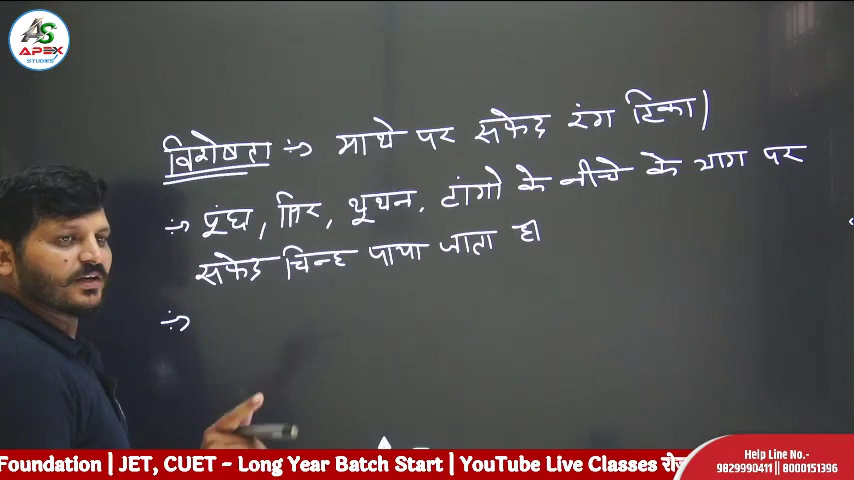 AS
APEX
STUDIES
विशेषता ÷> माथे पर सफेद रंग टिका)
÷> पूंछ, सिर, थूथन, टांगो के नीचे के भाग पर
सफेद चिन्ह पाया जाता है
÷>
Foundation | JET, CUET - Long Year Batch Start | YouTube Live Classes
Help Line No.-
9829990411 || 8000151396